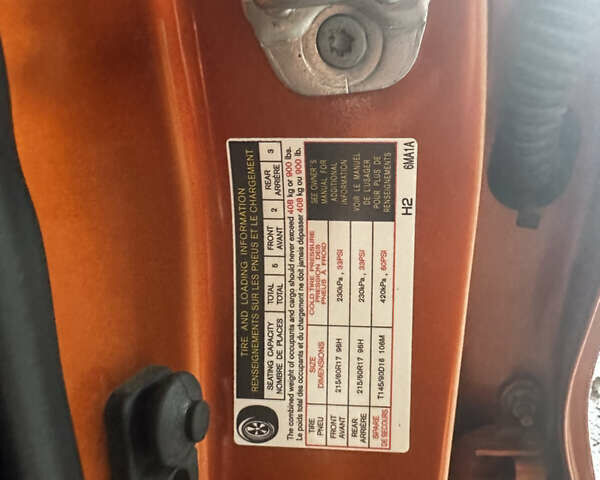 TIRE AND LOADING INFORMATION
RENSEIGNEMENTS SUR LES PNEUS ET LE CHARGEMENT
SEATING CAPACITY TOTAL 5 FRONT 2 REAR 3
NOMBRE DE PLACES TOTAL AVANT ARRIÈRE
The combined weight of occupants and cargo should never exceed 408 kg or 900 lbs.
Le poids total des occupants et du chargement ne doit jamais dépasser 408 kg ou 900 lb.
TIRE SIZE COLD TIRE PRESSURE
PNEU DIMENSIONS PRESSION DES PNEUS À FROID
FRONT AVANT 215/60R17 96H 230kPa, 33PSI
REAR ARRIÈRE 215/60R17 96H 230kPa, 33PSI
SPARE DE SECOURS T145/90D16 106M 420kPa, 60PSI
SEE OWNER'S
MANUAL FOR
ADDITIONAL
INFORMATION
VOIR LE MANUEL
DE L'USAGER
POUR PLUS DE
RENSEIGNEMENTS
H2 6MA1A